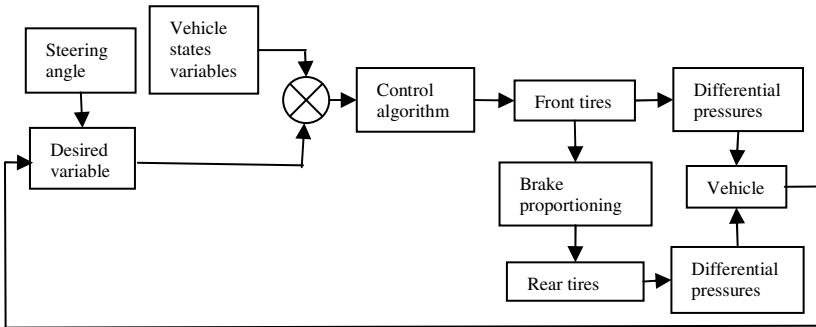 Steering
angle
Vehicle
states
variables
Desired
variable
Control
algorithm
Front tires
Differential
pressures
Brake
proportioning
Vehicle
Rear tires
Differential
pressures